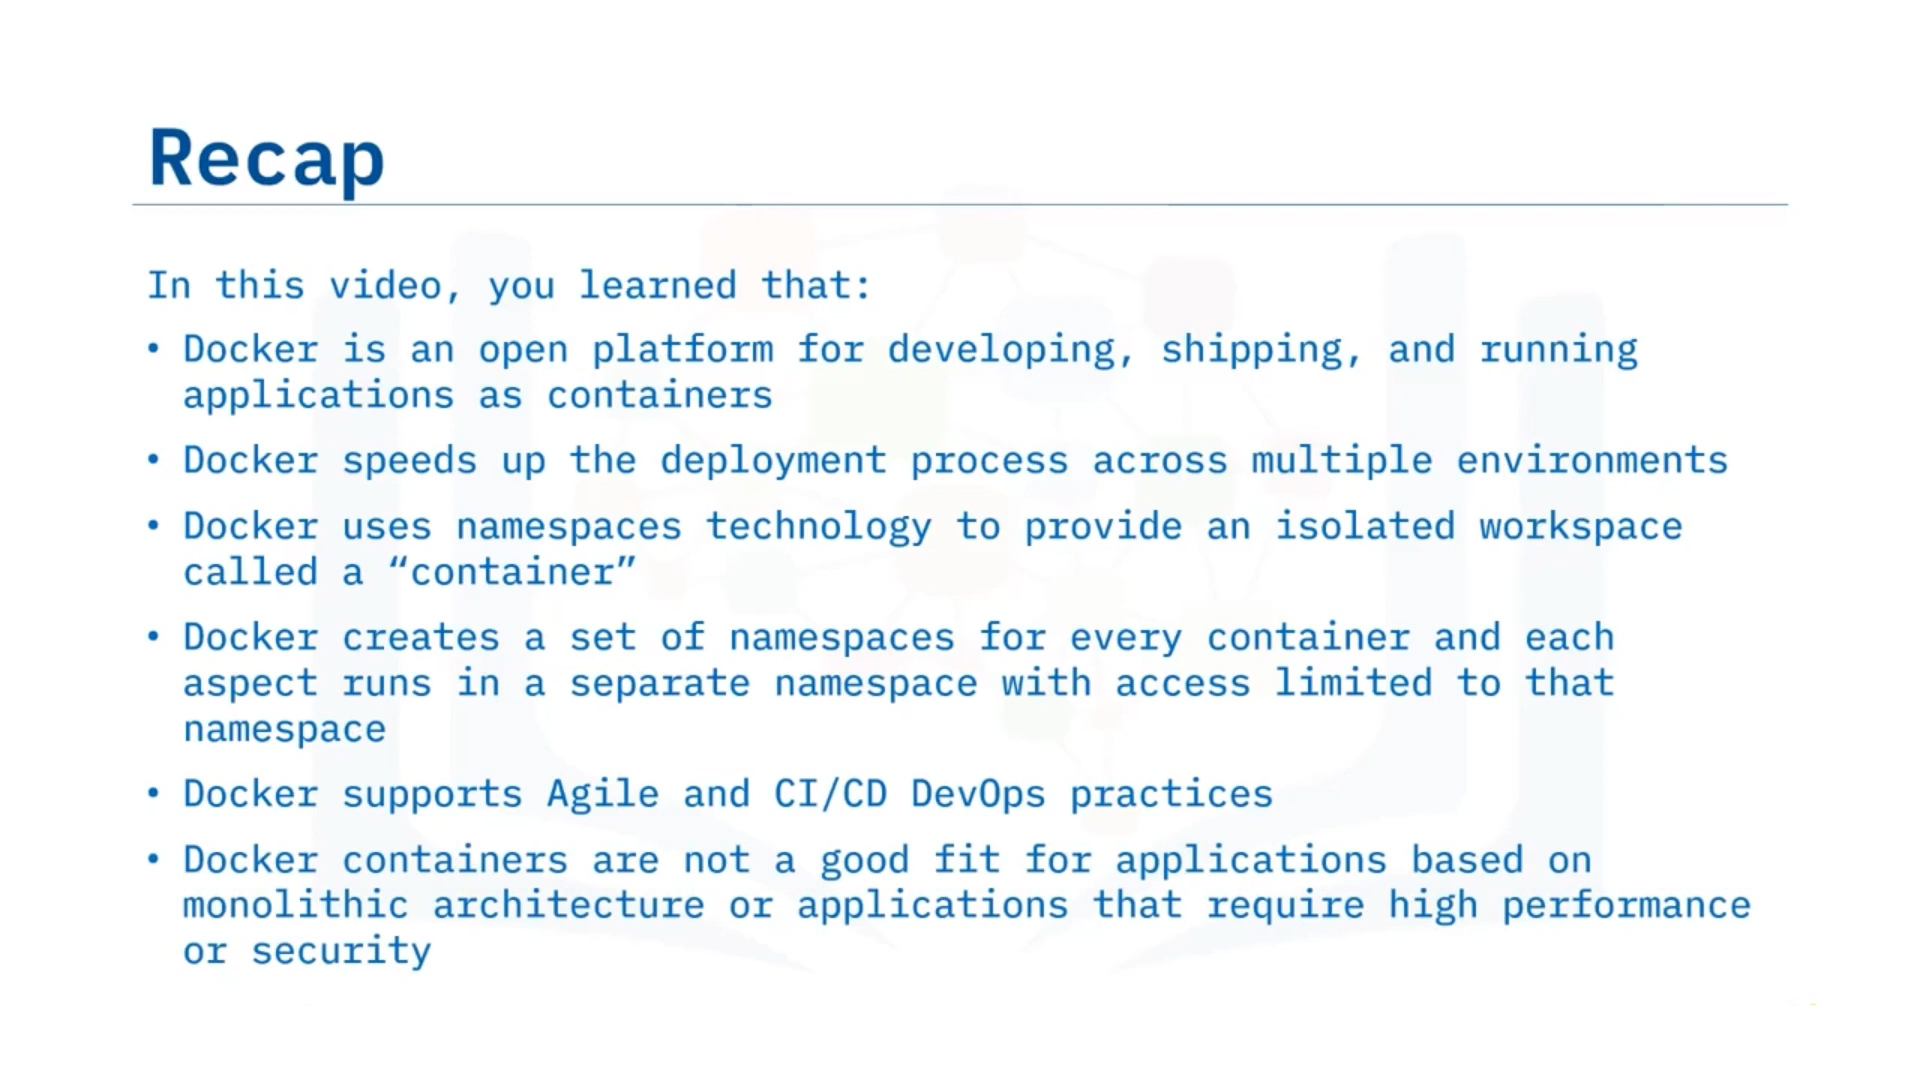 Recap
In this video, you learned that:
• Docker is an open platform for developing, shipping, and running
applications as containers
• Docker speeds up the deployment process across multiple environments
• Docker uses namespaces technology to provide an isolated workspace
called a “container”
• Docker creates a set of namespaces for every container and each
aspect runs in a separate namespace with access limited to that
namespace
• Docker supports Agile and CI/CD DevOps practices
• Docker containers are not a good fit for applications based on
monolithic architecture or applications that require high performance
or security